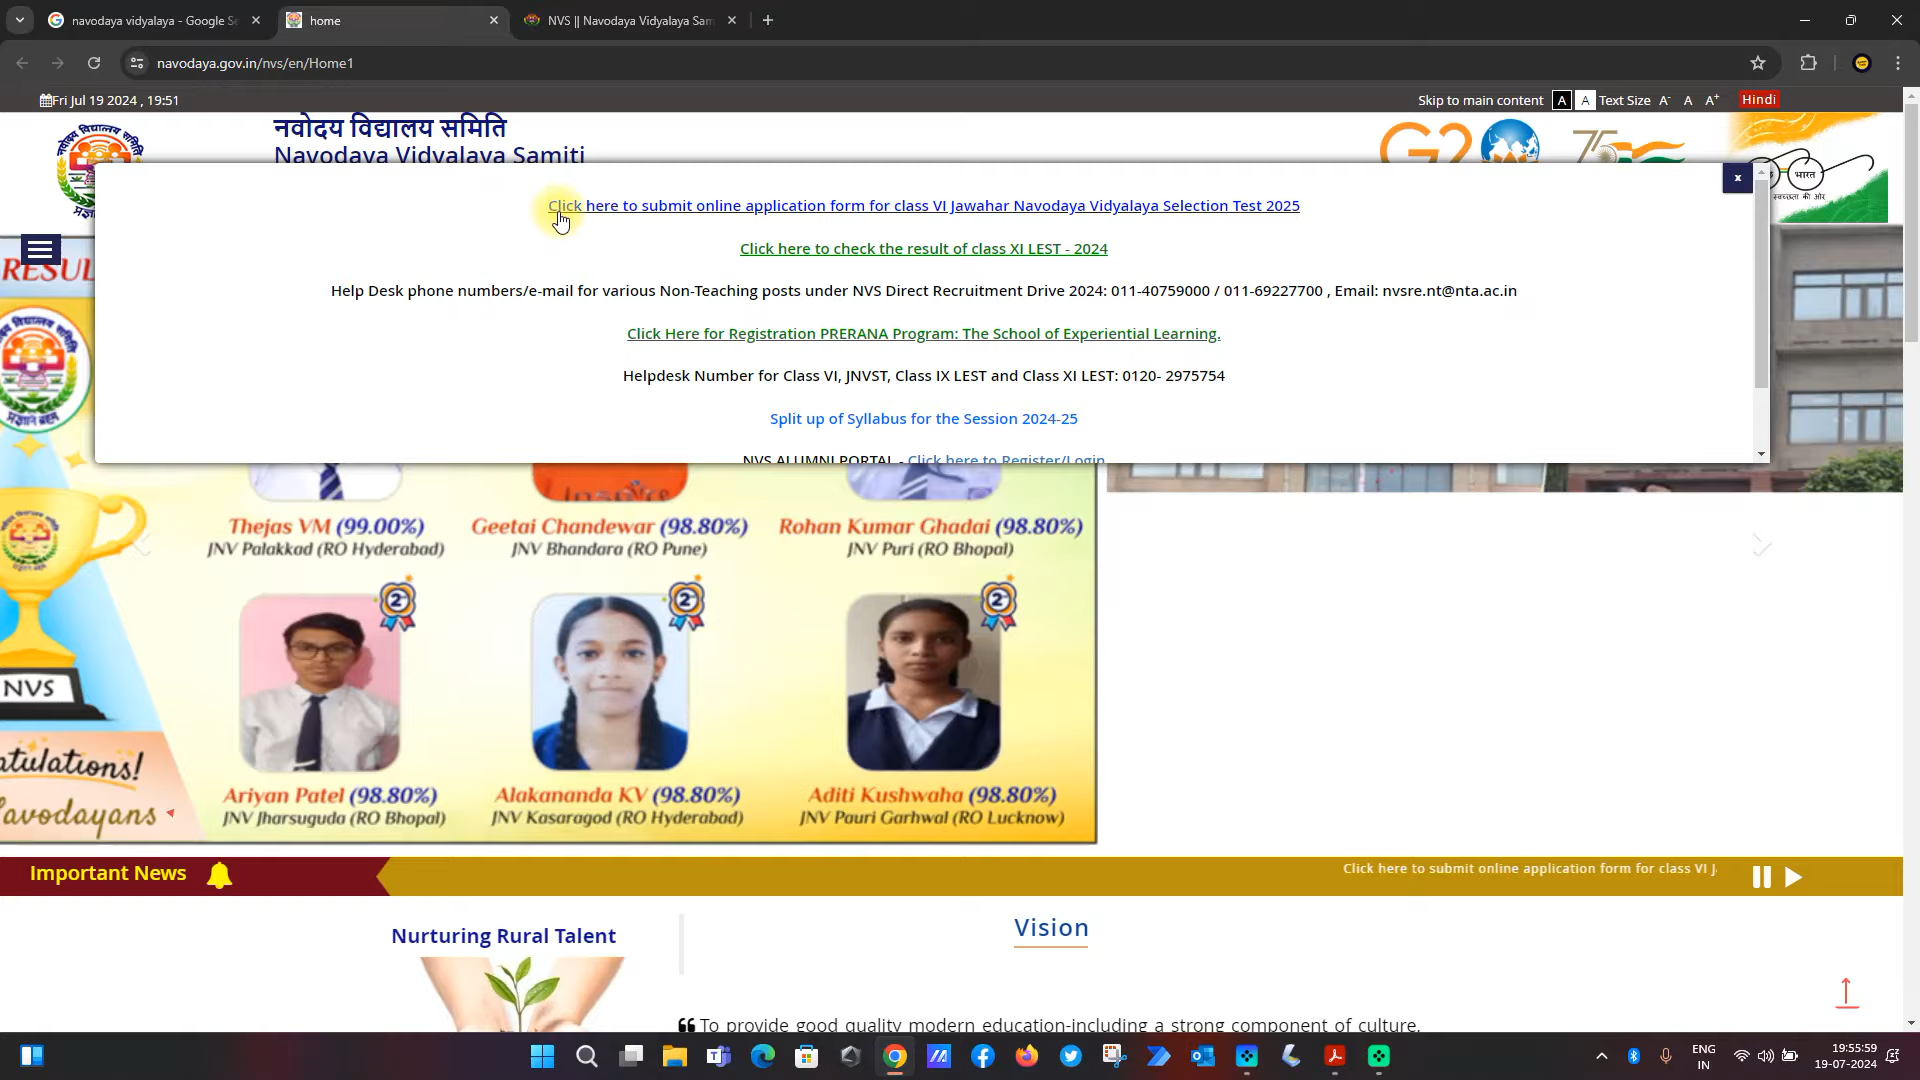 navodaya vidyalaya - Google Se
home
NVS || Navodaya Vidyalaya Sam
navodaya.gov.in/nvs/en/Home1
Fri Jul 19 2024 , 19:51
Skip to main content A A Text Size A- A A+ Hindi
नवोदय विद्यालय समिति
Navodaya Vidyalaya Samiti
G2
75
भारत
स्वच्छता की ओर
x
Click here to submit online application form for class VI Jawahar Navodaya Vidyalaya Selection Test 2025
Click here to check the result of class XI LEST - 2024
Help Desk phone numbers/e-mail for various Non-Teaching posts under NVS Direct Recruitment Drive 2024: 011-40759000 / 011-69227700 , Email: nvsre.nt@nta.ac.in
Click Here for Registration PRERANA Program: The School of Experiential Learning.
Helpdesk Number for Class VI, JNVST, Class IX LEST and Class XI LEST: 0120- 2975754
Split up of Syllabus for the Session 2024-25
NVS ALUMNI PORTAL - Click here to Register/Login
RESUL
Thejas VM (99.00%)
JNV Palakkad (RO Hyderabad)
Geetai Chandewar (98.80%)
JNV Bhandara (RO Pune)
Rohan Kumar Ghadai (98.80%)
JNV Puri (RO Bhopal)
2
2
2
NVS
atulations!
avodayans
Ariyan Patel (98.80%)
JNV Jharsuguda (RO Bhopal)
Alakananda KV (98.80%)
JNV Kasaragod (RO Hyderabad)
Aditi Kushwaha (98.80%)
JNV Pauri Garhwal (RO Lucknow)
Important News
Click here to submit online application form for class VI J
Nurturing Rural Talent
Vision
To provide good quality modern education-including a strong component of culture,
ENG
IN
19:55:59
19-07-2024